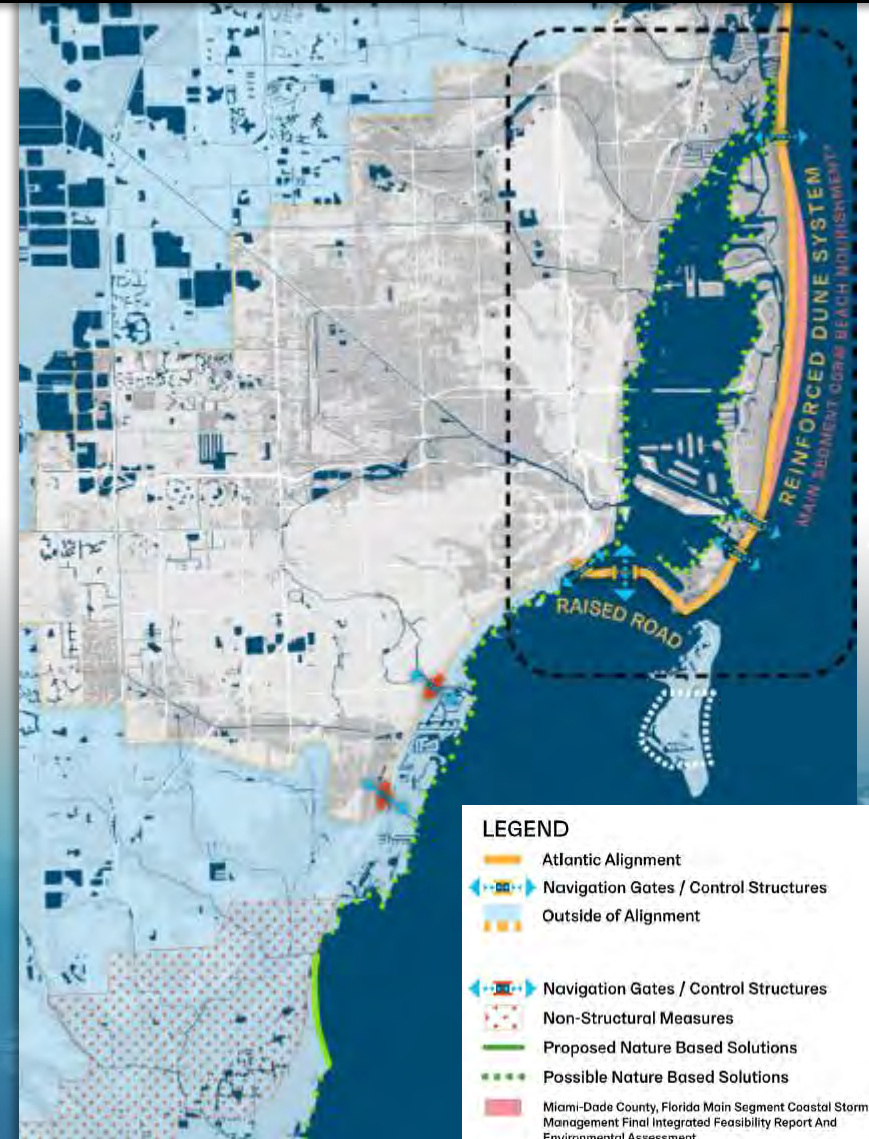 REINFORCED DUNE SYSTEM
MAIN SEGMENT CSRM BEACH NOURISHMENT*
RAISED ROAD
LEGEND
Atlantic Alignment
Navigation Gates / Control Structures
Outside of Alignment
Navigation Gates / Control Structures
Non-Structural Measures
Proposed Nature Based Solutions
Possible Nature Based Solutions
Miami-Dade County, Florida Main Segment Coastal Storm
Management Final Integrated Feasibility Report And
Environmental Assessment